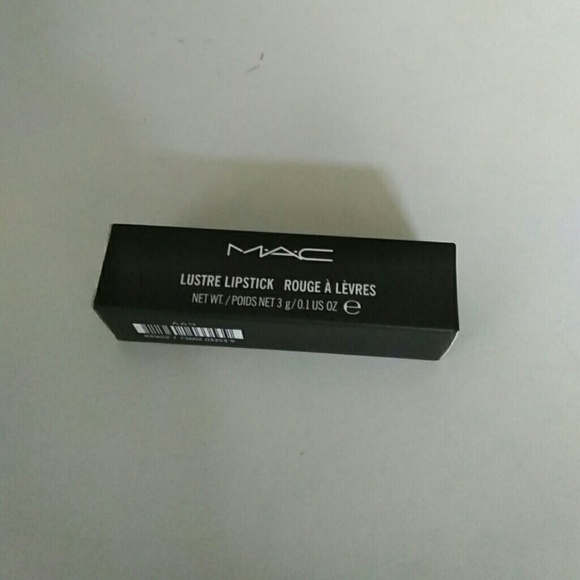 M·A·C
LUSTRE LIPSTICK ROUGE À LÈVRES
NET WT./POIDS NET 3 g/0.1 US OZ ℮